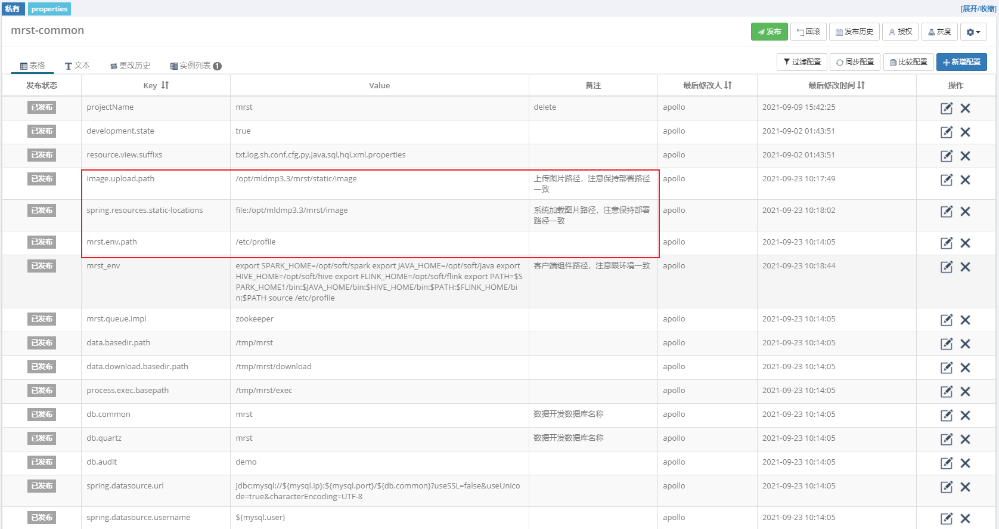 私有 properties [展开/收缩]
mrst-common 发布 回滚 发布历史 授权 灰度
表格 文本 更改历史 实例列表 1 过滤配置 同步配置 比较配置 新增配置
发布状态 Key Value 备注 最后修改人 最后修改时间 操作
已发布 projectName mrst delete apollo 2021-09-09 15:42:25
已发布 development.state true apollo 2021-09-02 01:43:51
已发布 resource.view.suffixs txt,log,sh,conf,cfg,py,java,sql,hql,xml,properties apollo 2021-09-02 01:43:51
已发布 image.upload.path /opt/mldmp3.3/mrst/static/image 上传图片路径，注意保持部署路径 apollo 2021-09-23 10:17:49
一致
已发布 spring.resources.static-locations file:/opt/mldmp3.3/mrst/image 系统加载图片路径，注意保持部署 apollo 2021-09-23 10:18:02
路径一致
已发布 mrst.env.path /etc/profile apollo 2021-09-23 10:14:05
已发布 mrst_env export SPARK_HOME=/opt/soft/spark export JAVA_HOME=/opt/soft/java export 客户端组件路径，注意跟环境一致 apollo 2021-09-23 10:18:44
HIVE_HOME=/opt/soft/hive export FLINK_HOME=/opt/soft/flink export PATH=$S
PARK_HOME1/bin:$JAVA_HOME/bin:$HIVE_HOME/bin:$PATH:$FLINK_HOME/bi
n:$PATH source /etc/profile
已发布 mrst.queue.impl zookeeper apollo 2021-09-23 10:14:05
已发布 data.basedir.path /tmp/mrst apollo 2021-09-23 10:14:05
已发布 data.download.basedir.path /tmp/mrst/download apollo 2021-09-23 10:14:05
已发布 process.exec.basepath /tmp/mrst/exec apollo 2021-09-23 10:14:05
已发布 db.common mrst 数据开发数据库名称 apollo 2021-09-23 10:14:05
已发布 db.quartz mrst 数据开发数据库名称 apollo 2021-09-23 10:14:05
已发布 db.audit demo apollo 2021-09-23 10:14:05
已发布 spring.datasource.url jdbc:mysql://${mysql.ip}:${mysql.port}/${db.common}?useSSL=false&useUnico apollo 2021-09-23 10:14:05
de=true&characterEncoding=UTF-8
已发布 spring.datasource.username ${mysql.user} apollo 2021-09-23 10:14:05